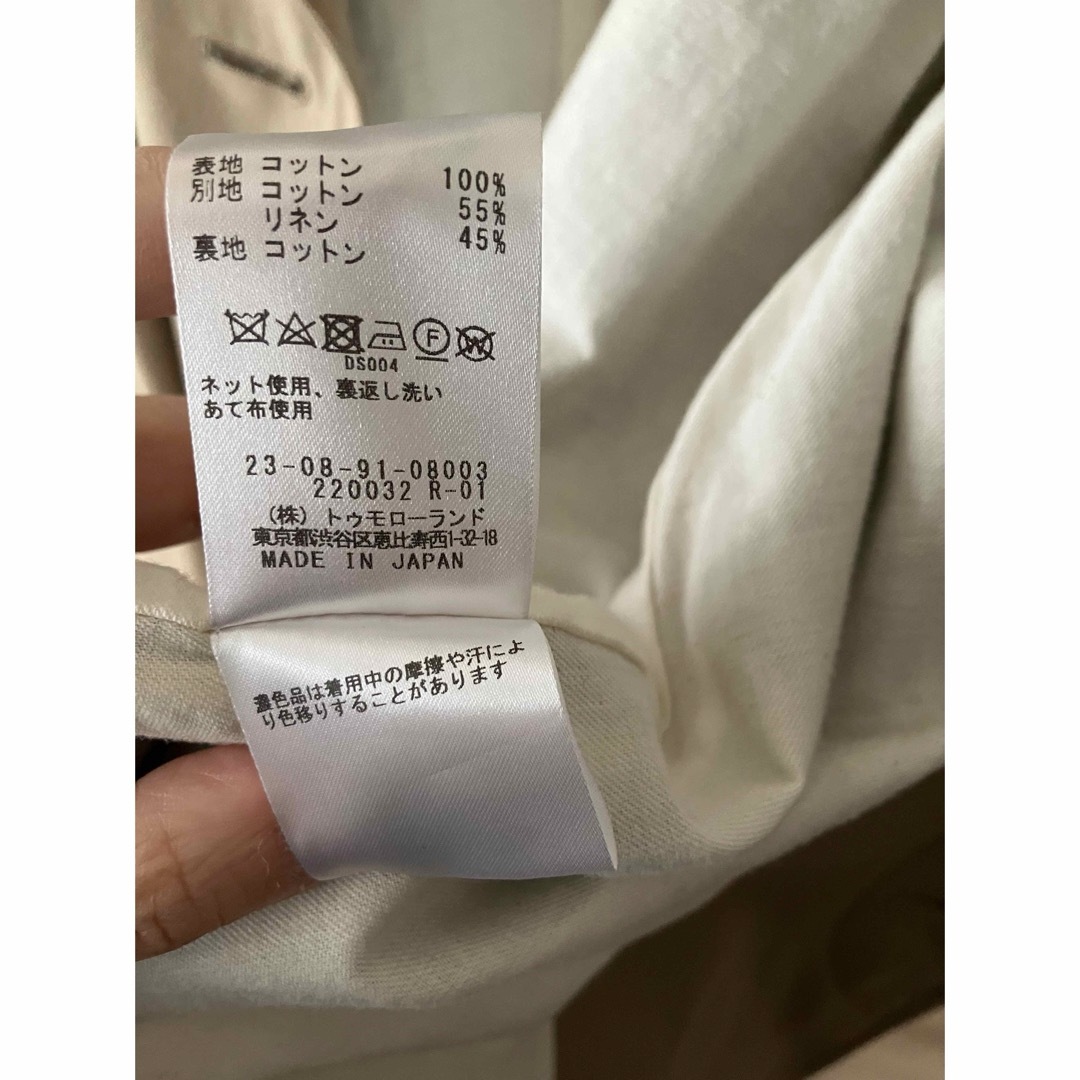 表地 コットン 100%
別地 コットン 55%
リネン 45%
裏地 コットン
F W
DS004
ネット使用、裏返し洗い
あて布使用
23-08-91-08003
220032 R-01
(株) トゥモローランド
東京都渋谷区恵比寿西1-32-18
MADE IN JAPAN
濃色品は着用中の摩擦や汗によ
り色移りすることがあります